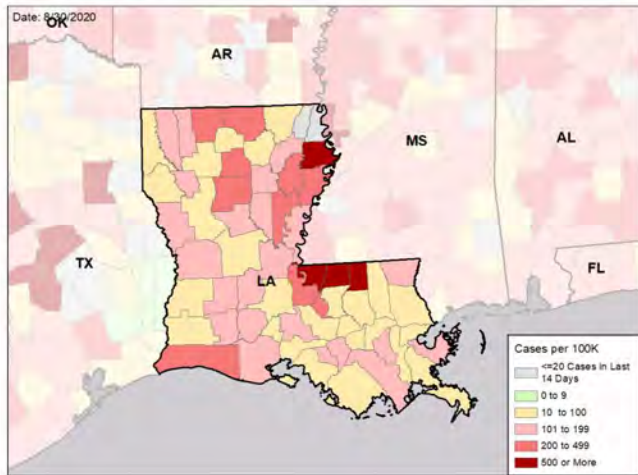 Date: 8/30/2020
OK
AR
MS
AL
TX
LA
FL
Cases per 100K
<=20 Cases in Last
14 Days
0 to 9
10 to 100
101 to 199
200 to 499
500 or More